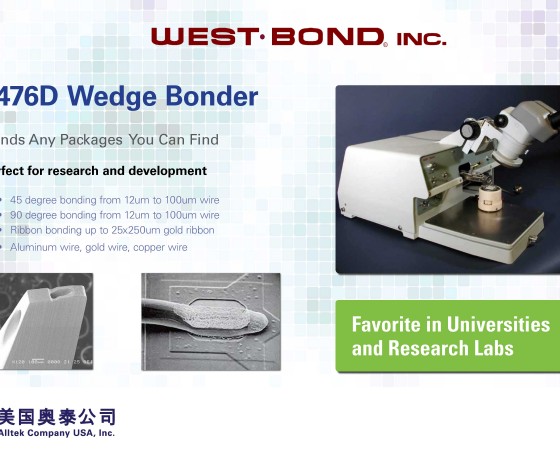 WEST·BOND INC.
476D Wedge Bonder
nds Any Packages You Can Find
rfect for research and development
45 degree bonding from 12um to 100um wire
90 degree bonding from 12um to 100um wire
Ribbon bonding up to 25x250um gold ribbon
Aluminum wire, gold wire, copper wire
Favorite in Universities
and Research Labs
美国奥泰公司
Alltek Company USA, Inc.